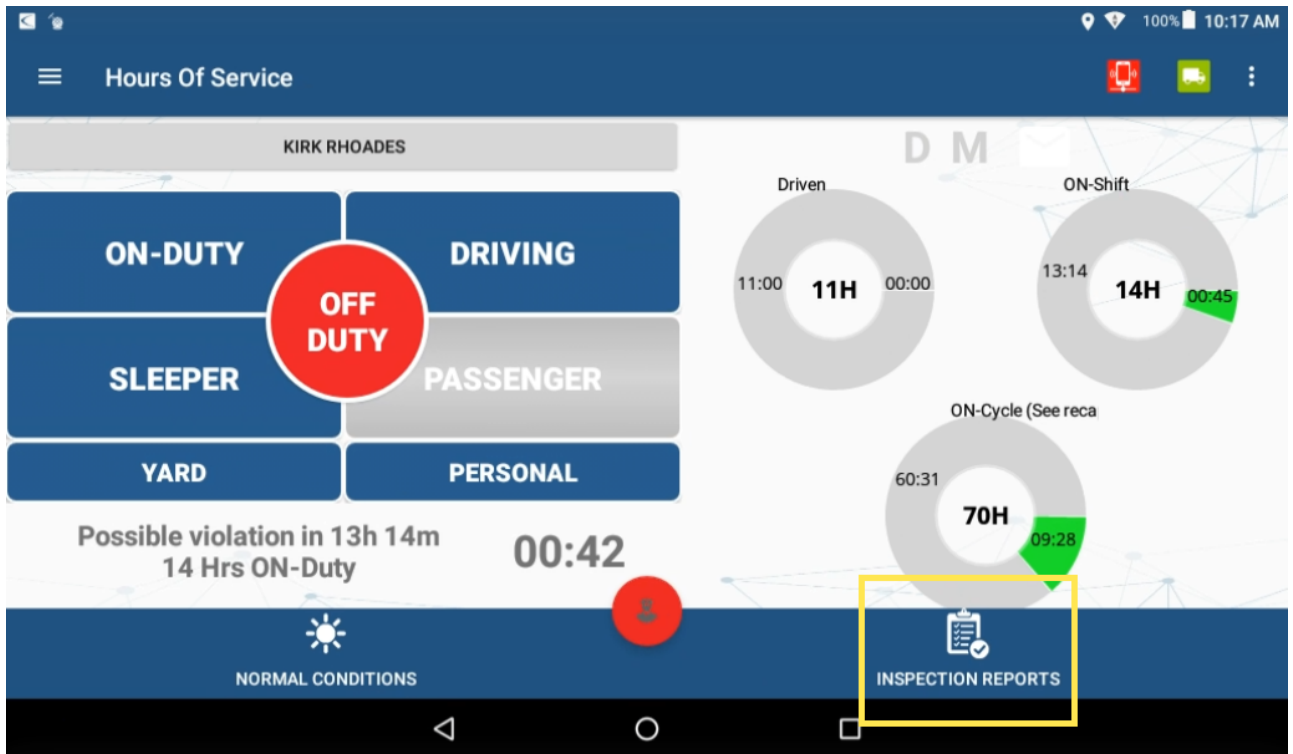 100% 10:17 AM
Hours Of Service
KIRK RHOADES
D M
ON-DUTY
DRIVING
OFF
DUTY
SLEEPER
PASSENGER
YARD
PERSONAL
Possible violation in 13h 14m
14 Hrs ON-Duty
00:42
Driven
11:00
11H
00:00
ON-Shift
13:14
14H
00:45
ON-Cycle (See reca
60:31
70H
09:28
NORMAL CONDITIONS
INSPECTION REPORTS